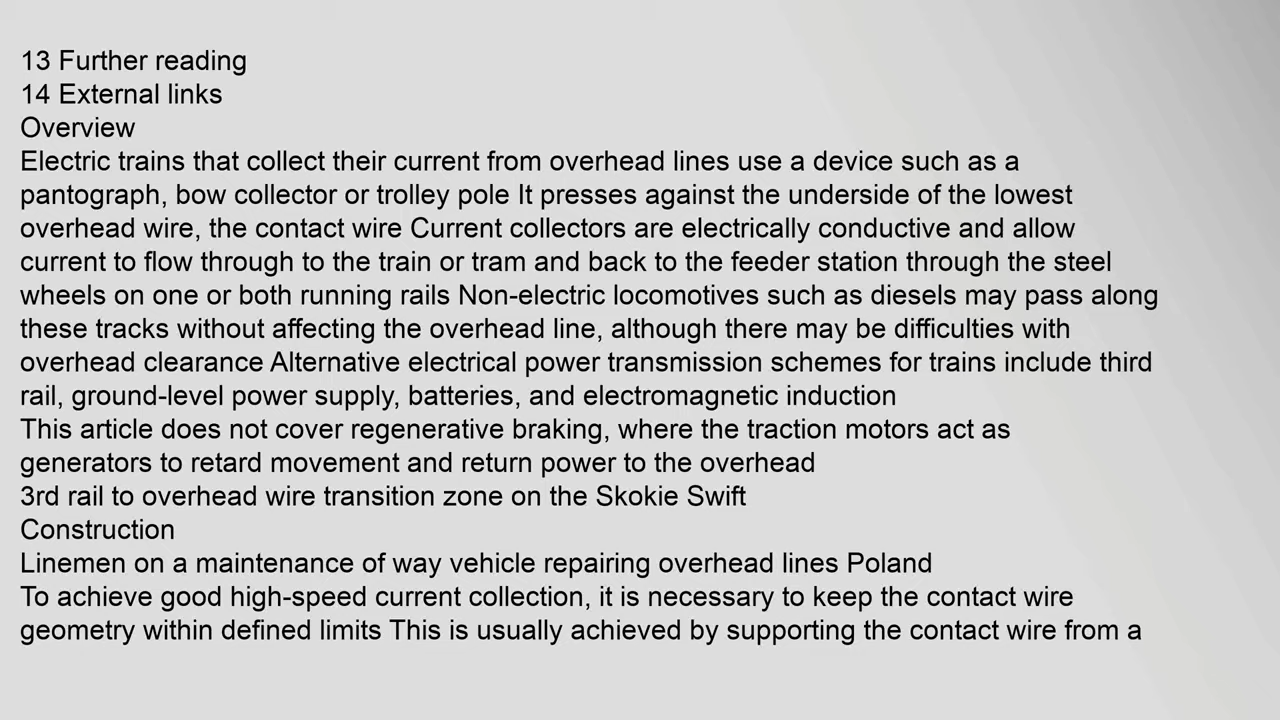 13 Further reading
14 External links
Overview
Electric trains that collect their current from overhead lines use a device such as a
pantograph, bow collector or trolley pole It presses against the underside of the lowest
overhead wire, the contact wire Current collectors are electrically conductive and allow
current to flow through to the train or tram and back to the feeder station through the steel
wheels on one or both running rails Non-electric locomotives such as diesels may pass along
these tracks without affecting the overhead line, although there may be difficulties with
overhead clearance Alternative electrical power transmission schemes for trains include third
rail, ground-level power supply, batteries, and electromagnetic induction
This article does not cover regenerative braking, where the traction motors act as
generators to retard movement and return power to the overhead
3rd rail to overhead wire transition zone on the Skokie Swift
Construction
Linemen on a maintenance of way vehicle repairing overhead lines Poland
To achieve good high-speed current collection, it is necessary to keep the contact wire
geometry within defined limits This is usually achieved by supporting the contact wire from a